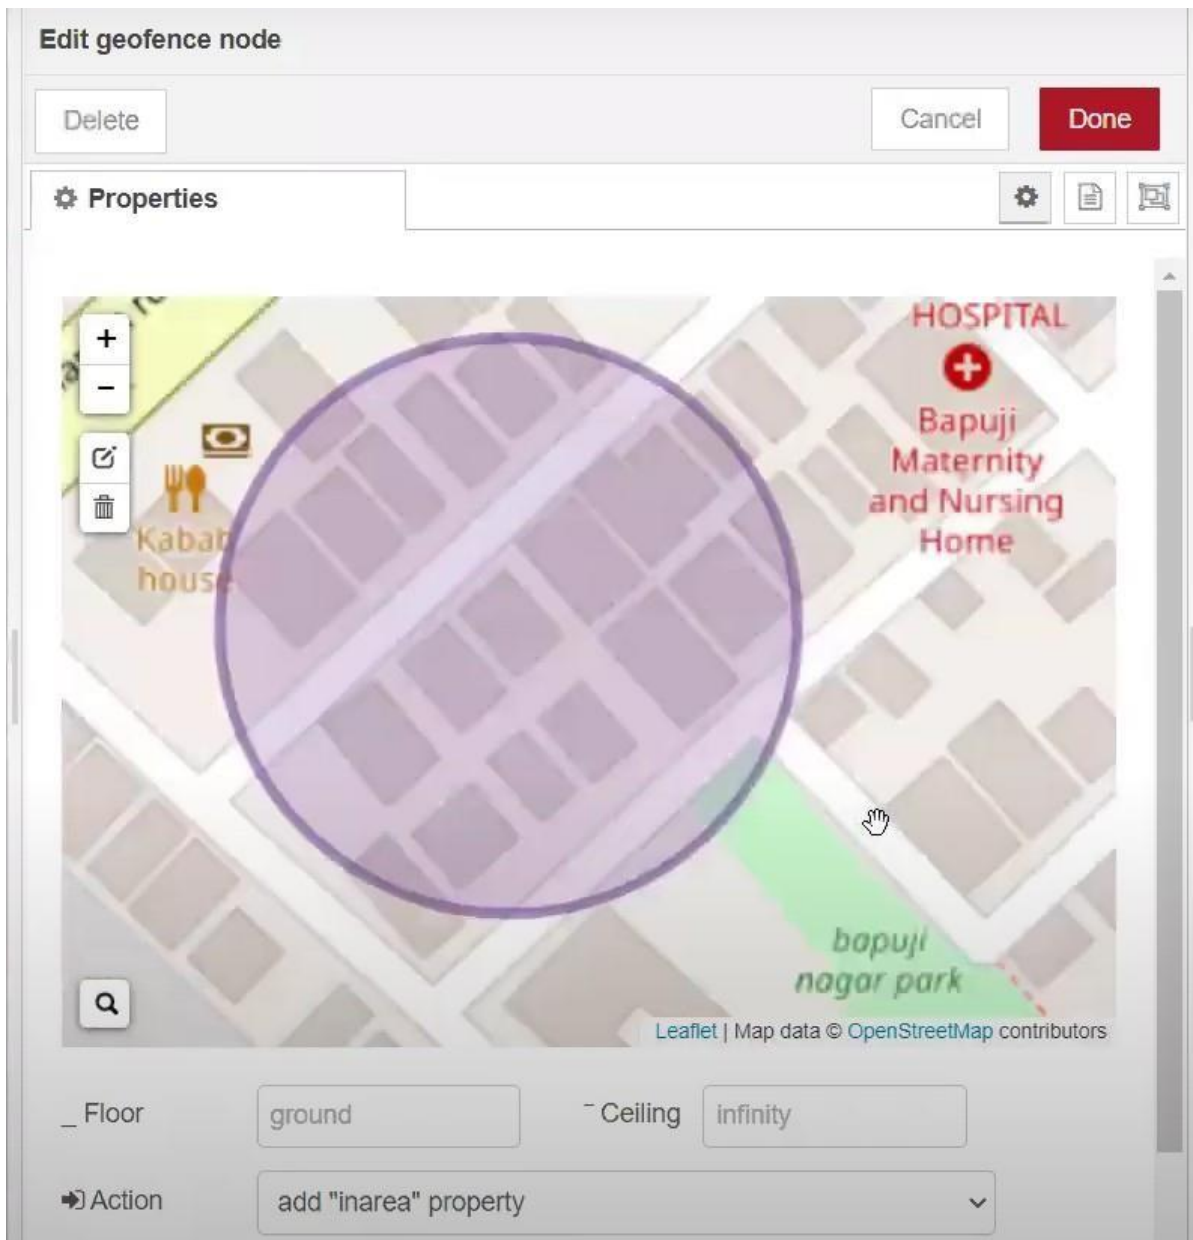 Edit geofence node
Delete
Cancel
Done
Properties
+
−
HOSPITAL
Bapuji
Maternity
and Nursing
Home
Kabab
house
bapuji
nagar park
Leaflet | Map data © OpenStreetMap contributors
_ Floor
ground
‾ Ceiling
infinity
Action
add "inarea" property